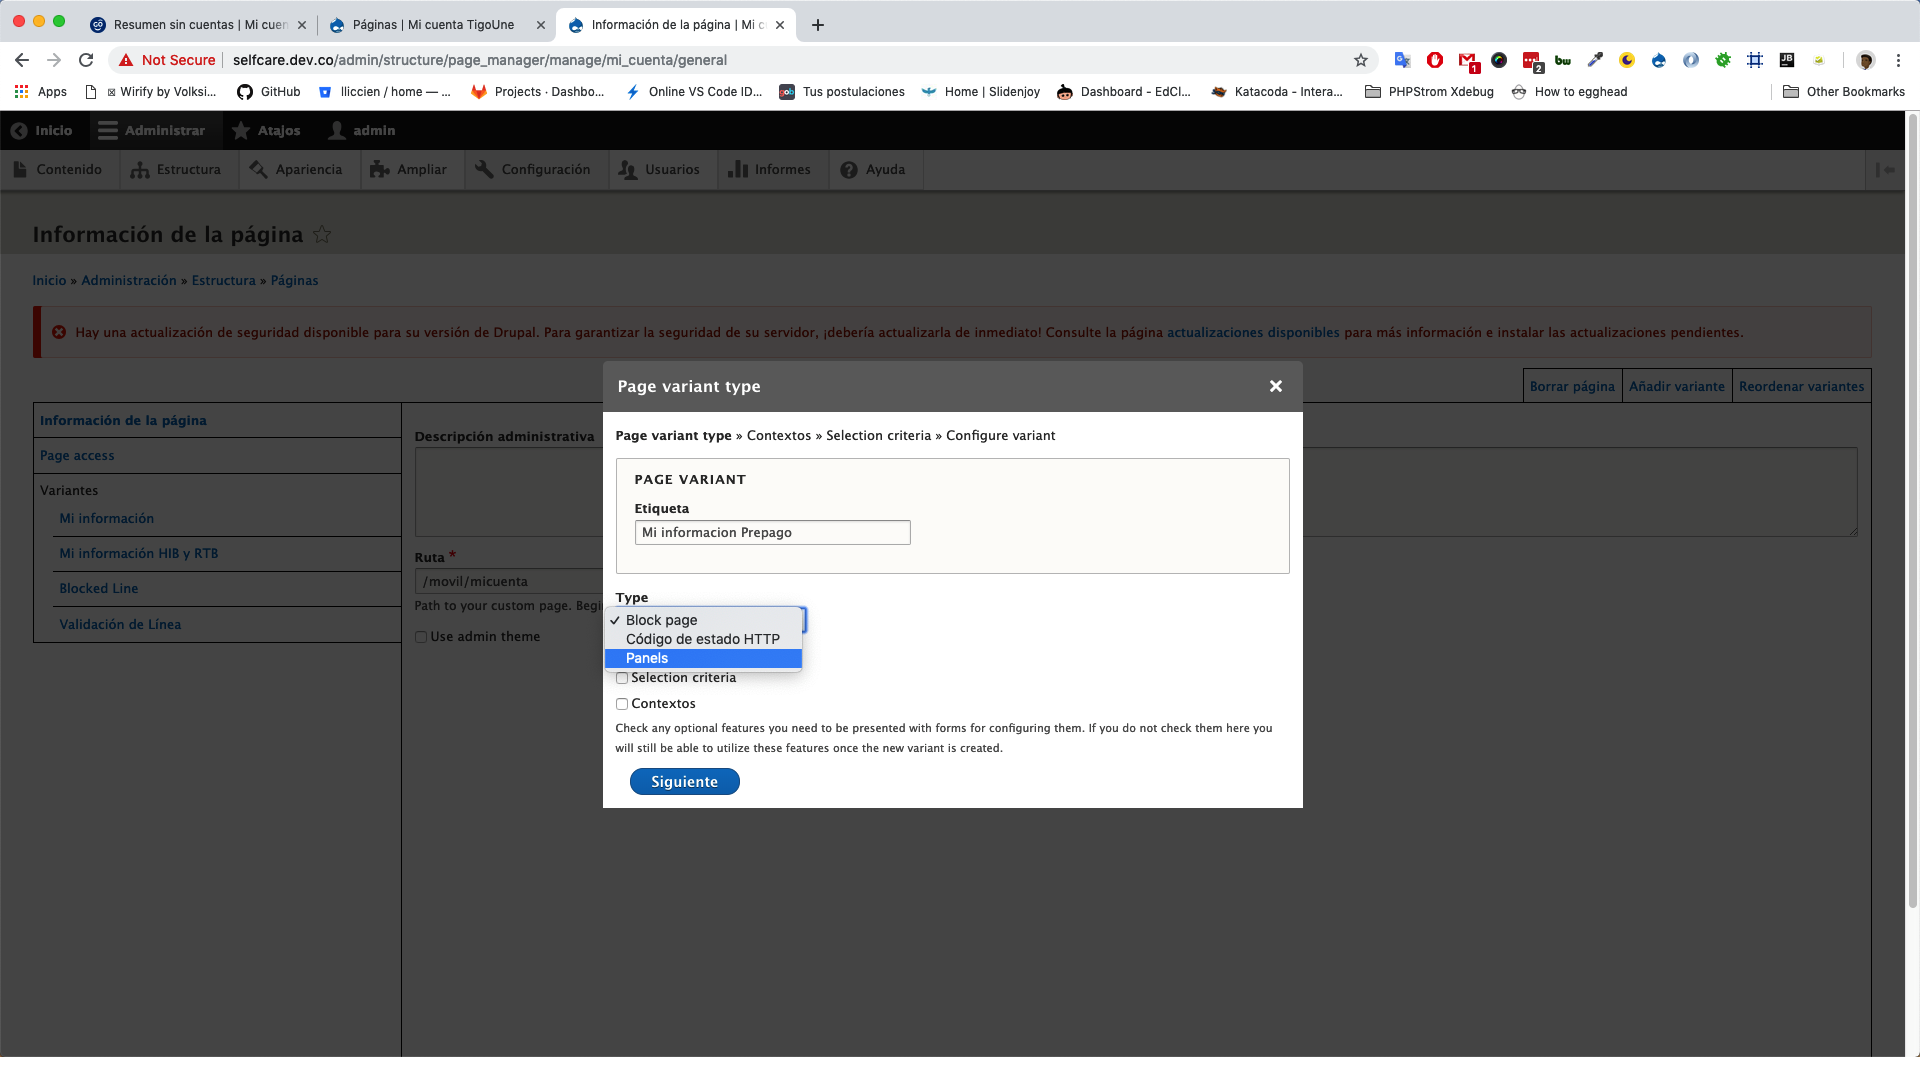 Resumen sin cuentas | Mi cuen
Páginas | Mi cuenta TigoUne
Información de la página | Mi c
Not Secure
selfcare.dev.co/admin/structure/page_manager/manage/mi_cuenta/general
1
2
bw
JB
Apps
Wirify by Volksi...
GitHub
lliccien / home — ...
Projects · Dashbo...
Online VS Code ID...
gob
Tus postulaciones
Home | Slidenjoy
Dashboard - EdCl...
Katacoda - Intera...
PHPStrom Xdebug
How to egghead
Other Bookmarks
Inicio
Administrar
Atajos
admin
Contenido
Estructura
Apariencia
Ampliar
Configuración
Usuarios
Informes
Ayuda
Información de la página
Inicio » Administración » Estructura » Páginas
Hay una actualización de seguridad disponible para su versión de Drupal. Para garantizar la seguridad de su servidor, ¡debería actualizarla de inmediato! Consulte la página actualizaciones disponibles para más información e instalar las actualizaciones pendientes.
Borrar página
Añadir variante
Reordenar variantes
Información de la página
Page access
Variantes
Mi información
Mi información HIB y RTB
Blocked Line
Validación de Línea
Descripción administrativa
Ruta *
/movil/micuenta
Path to your custom page. Begi
Use admin theme
Page variant type
Page variant type » Contextos » Selection criteria » Configure variant
PAGE VARIANT
Etiqueta
Mi informacion Prepago
Type
✓ Block page
Código de estado HTTP
Panels
Selection criteria
Contextos
Check any optional features you need to be presented with forms for configuring them. If you do not check them here you
will still be able to utilize these features once the new variant is created.
Siguiente